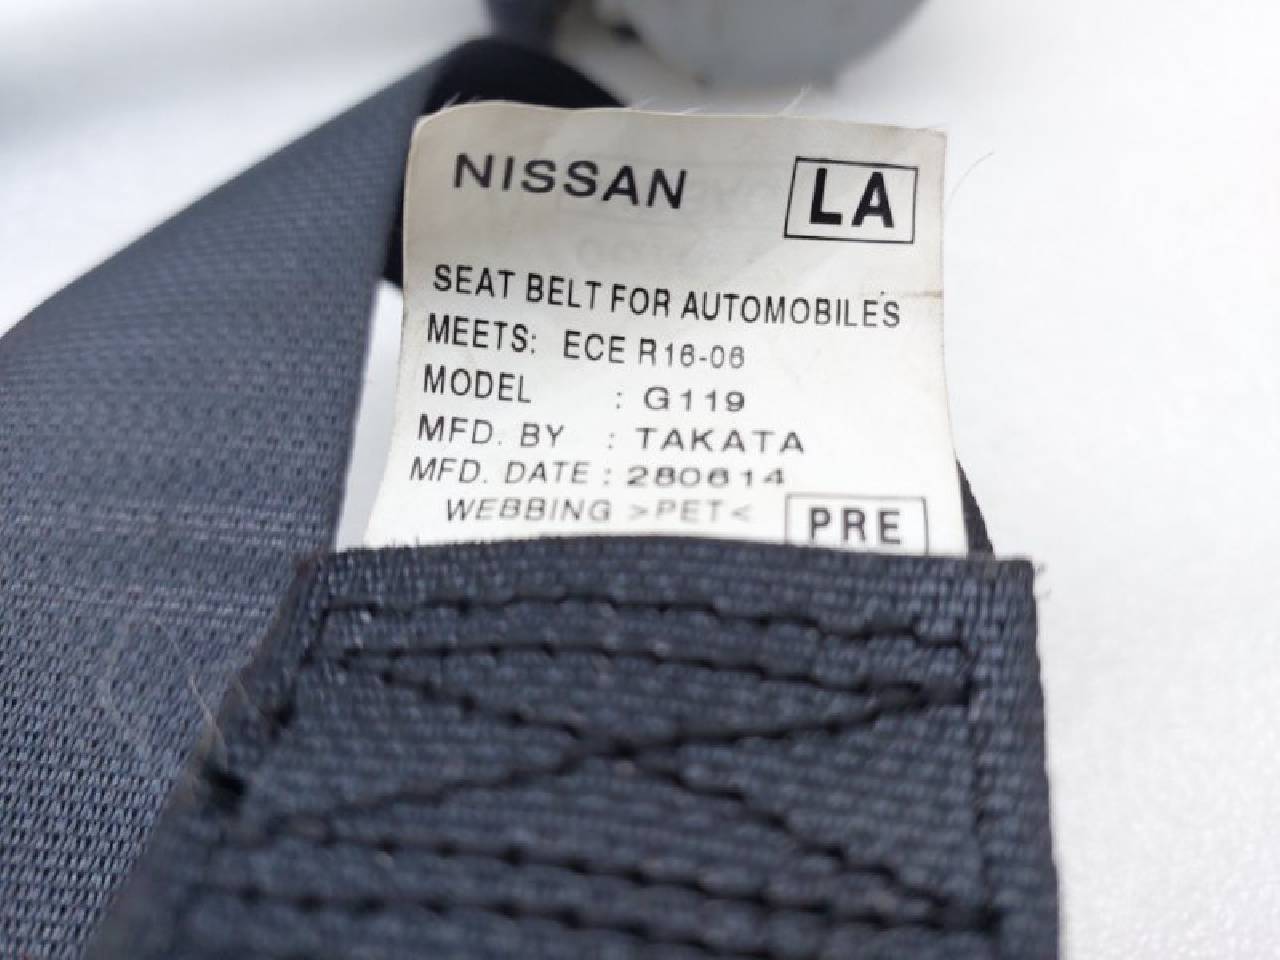 NISSAN LA
SEAT BELT FOR AUTOMOBILES
MEETS: ECE R16-06
MODEL : G119
MFD. BY : TAKATA
MFD. DATE : 280614
WEBBING >PET< PRE